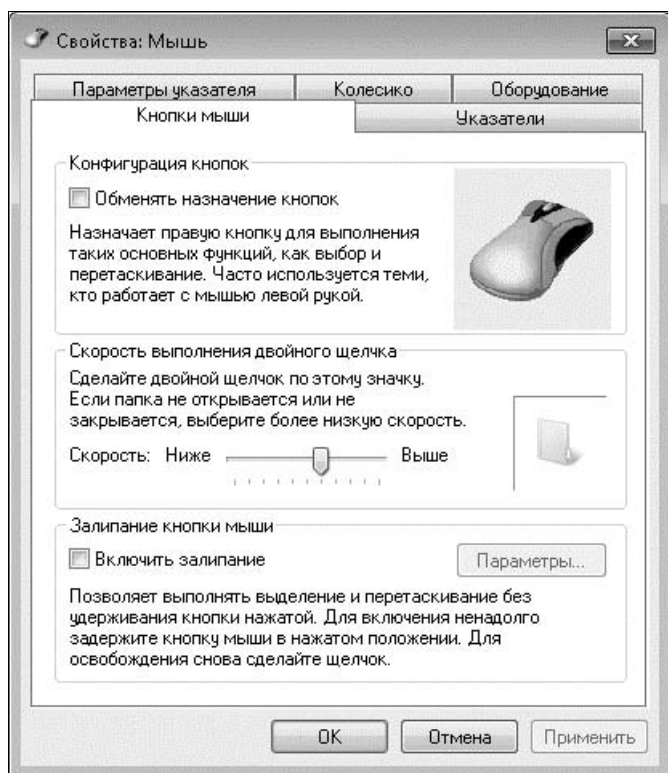 Свойства: Мышь
Параметры указателя Колесико Оборудование
Кнопки мыши Указатели
Конфигурация кнопок
Обменять назначение кнопок
Назначает правую кнопку для выполнения
таких основных функций, как выбор и
перетаскивание. Часто используется теми,
кто работает с мышью левой рукой.
Скорость выполнения двойного щелчка
Сделайте двойной щелчок по этому значку.
Если папка не открывается или не
закрывается, выберите более низкую скорость.
Скорость: Ниже Выше
Залипание кнопки мыши
Включить залипание Параметры...
Позволяет выполнять выделение и перетаскивание без
удерживания кнопки нажатой. Для включения ненадолго
задержите кнопку мыши в нажатом положении. Для
освобождения снова сделайте щелчок.
OK Отмена Применить